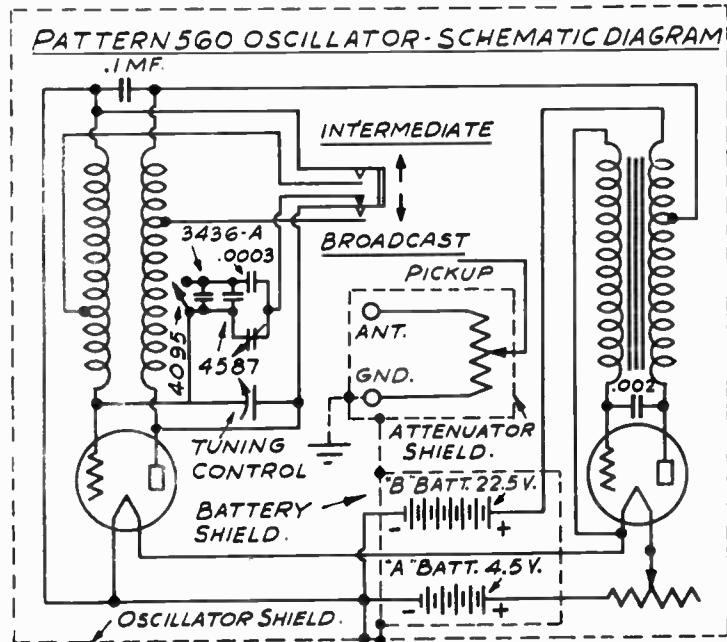 PATTERN 560 OSCILLATOR - SCHEMATIC DIAGRAM
.1 MF.
INTERMEDIATE
BROADCAST
3436-A
.0003
PICKUP
ANT.
4095
4587
GND.
.002
TUNING
CONTROL
ATTENUATOR
SHIELD.
BATTERY
SHIELD.
"B" BATT. 22.5 V.
- +
"A" BATT. 4.5 V.
- +
OSCILLATOR SHIELD.